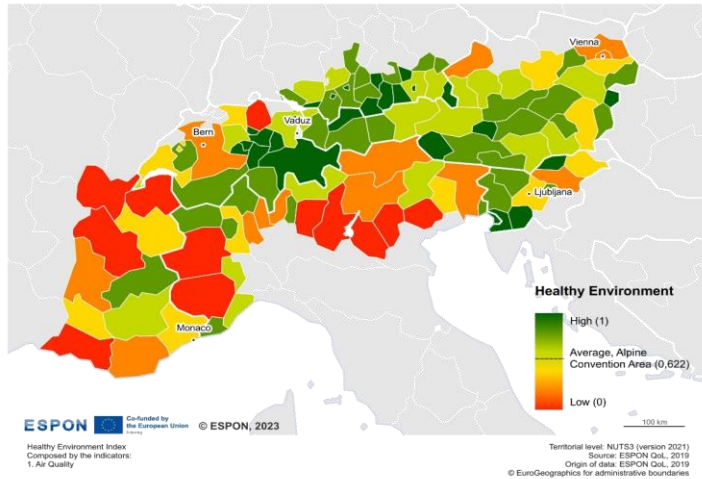 Vienna
Bern
Vaduz
Ljubljana
Monaco
Healthy Environment
High (1)
Average, Alpine
Convention Area (0,622)
Low (0)
100 km
ESPON
Co-funded by
the European Union
Interreg
© ESPON, 2023
Healthy Environment Index
Composed by the indicators:
1. Air Quality
Territorial level: NUTS3 (version 2021)
Source: ESPON QoL, 2019
Origin of data: ESPON QoL, 2019
© EuroGeographics for administrative boundaries